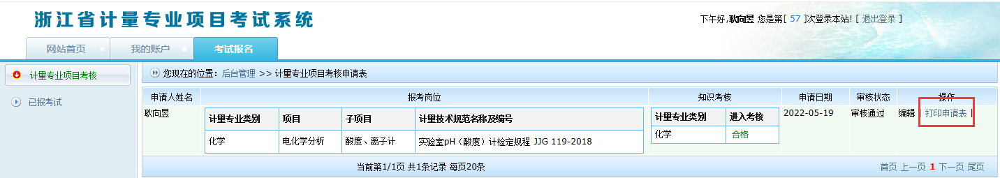 浙江省计量专业项目考试系统
下午好,耿向昱 您是第[ 57 ]次登录本站! [ 退出登录 ]
网站首页 我的账户 考试报名
计量专业项目考核
您现在的位置：后台管理 >> 计量专业项目考核申请表
已报考试
申请人姓名 报考岗位 知识考核 申请日期 审核状态 操作
耿向昱 2022-05-19 审核通过 编辑 | 打印申请表 |
计量专业类别 项目 子项目 计量技术规范名称及编号 计量专业类别 进入考核
化学 电化学分析 酸度、离子计 实验室pH（酸度）计检定规程 JJG 119-2018 化学 合格
当前第1/1页 共1条记录 每页20条 首页 上一页 1 下一页 尾页